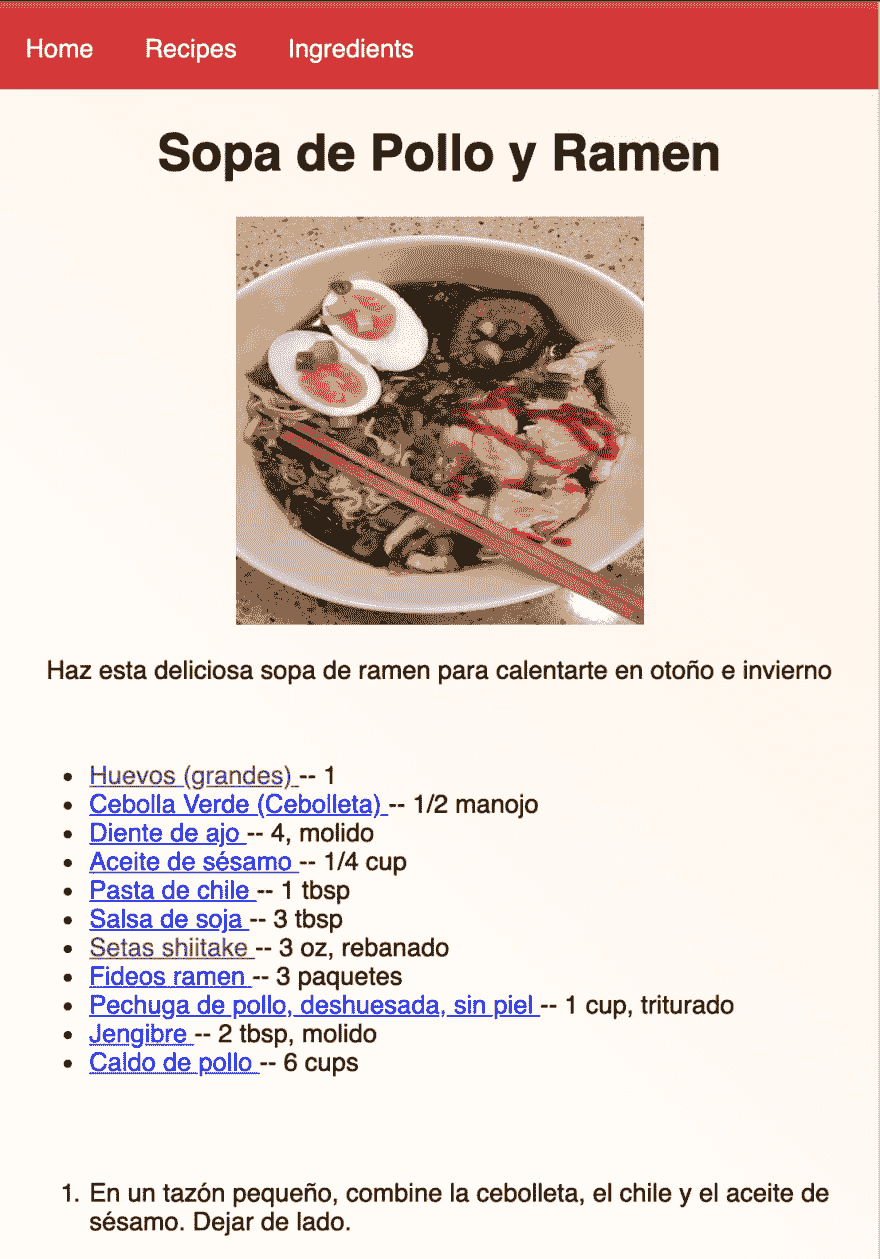 Home Recipes Ingredients
Sopa de Pollo y Ramen
Haz esta deliciosa sopa de ramen para calentarte en otoño e invierno
Huevos (grandes) -- 1
Cebolla Verde (Cebolleta) -- 1/2 manojo
Diente de ajo -- 4, molido
Aceite de sésamo -- 1/4 cup
Pasta de chile -- 1 tbsp
Salsa de soja -- 3 tbsp
Setas shiitake -- 3 oz, rebanado
Fideos ramen -- 3 paquetes
Pechuga de pollo, deshuesada, sin piel -- 1 cup, triturado
Jengibre -- 2 tbsp, molido
Caldo de pollo -- 6 cups
1. En un tazón pequeño, combine la cebolleta, el chile y el aceite de
sésamo. Dejar de lado.